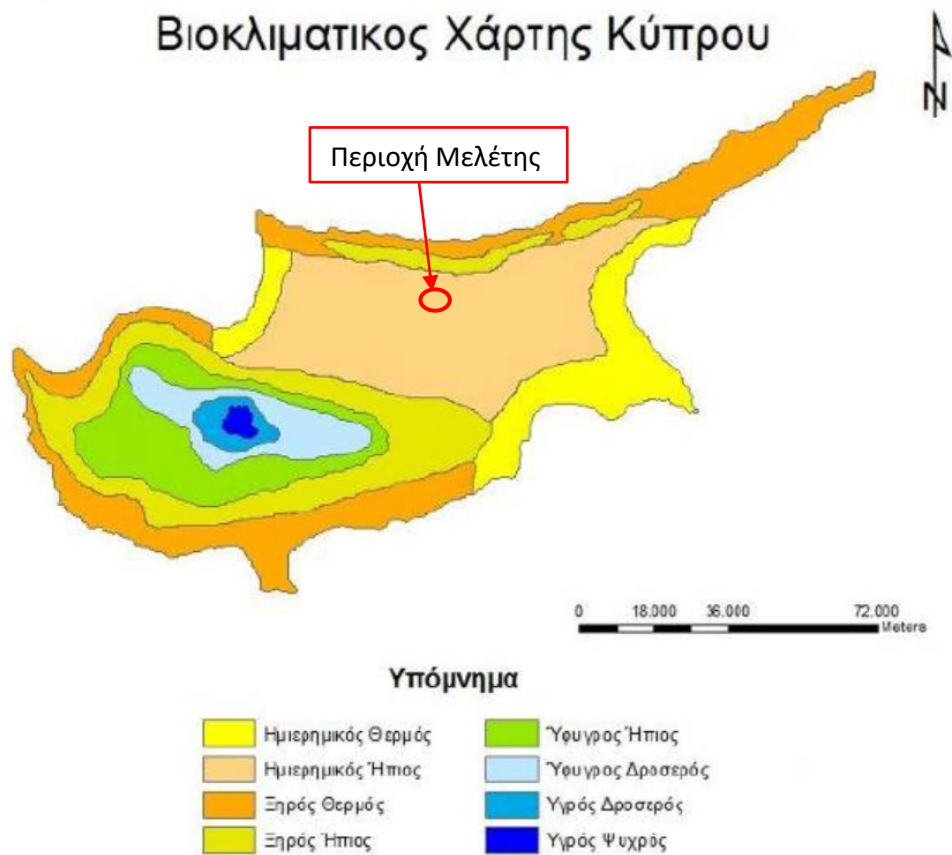 Βιοκλιματικος Χάρτης Κύπρου
N
Περιοχή Μελέτης
0 18.000 36.000 72.000
Meters
Υπόμνημα
Ημιερημικός Θερμός
Ημιερημικός Ήπιος
Ξηρός Θερμός
Ξηρός Ήπιος
Ύφυγρος Ήπιος
Ύφυγρος Δροσερός
Υγρός Δροσερός
Υγρός Ψυχρός